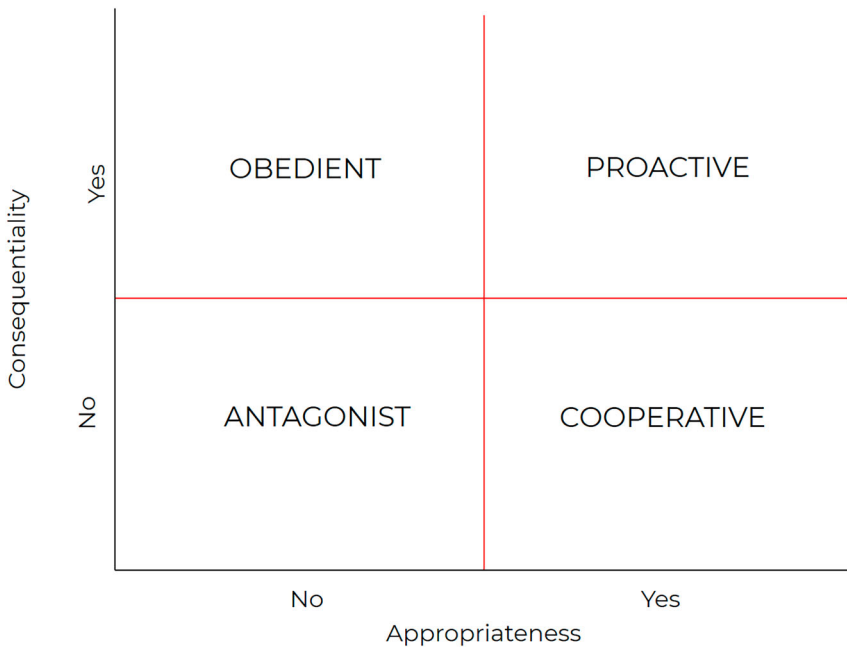 Consequentiality
Yes
No
OBEDIENT
PROACTIVE
ANTAGONIST
COOPERATIVE
No
Yes
Appropriateness